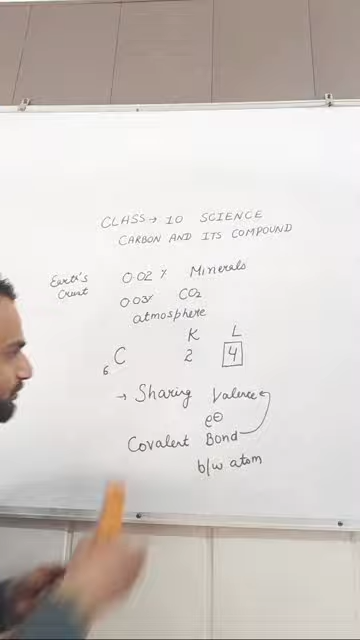 CLASS → 10 SCIENCE
CARBON AND ITS COMPOUND
Earth's Crust 0.02 % Minerals
0.03% CO2
atmosphere
K L
6C 2 4
→ Sharing Valence
e⊖
Covalent Bond
b/w atom